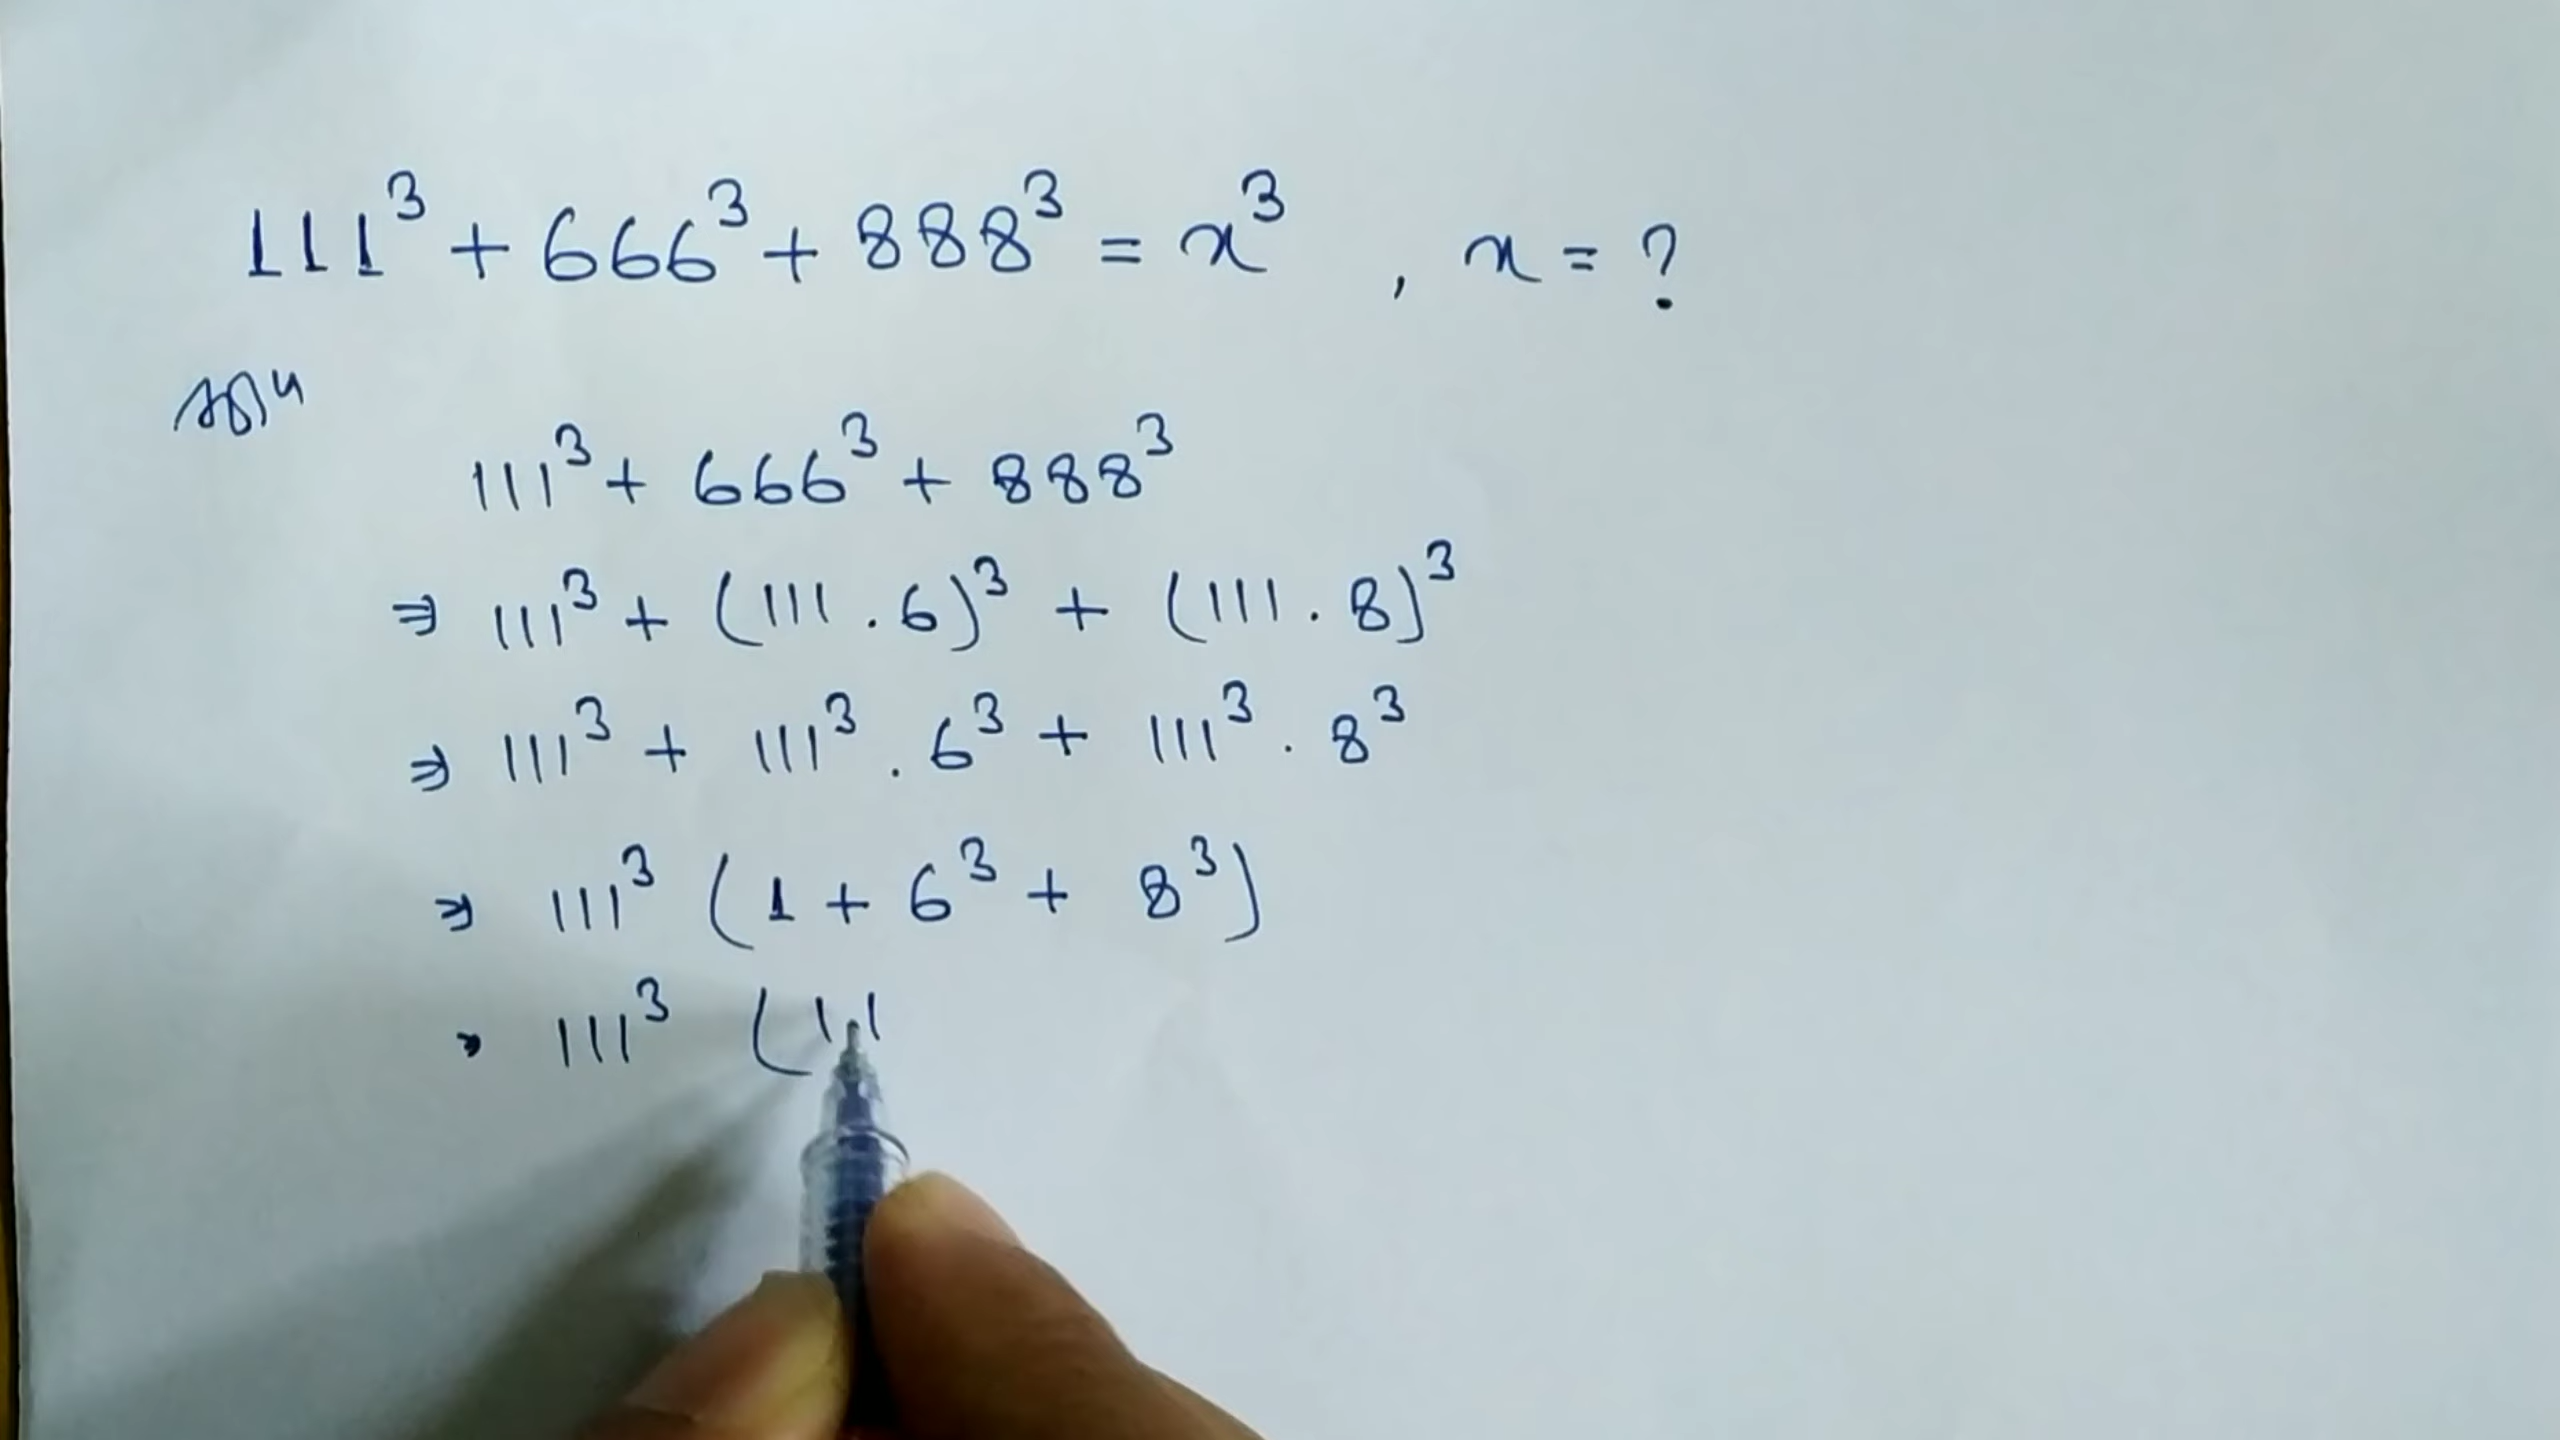 111³ + 666³ + 888³ = x³ , x = ?
111³ + 666³ + 888³
⇒ 111³ + (111 . 6)³ + (111 . 8)³
⇒ 111³ + 111³ . 6³ + 111³ . 8³
⇒ 111³ (1 + 6³ + 8³)
111³ (1